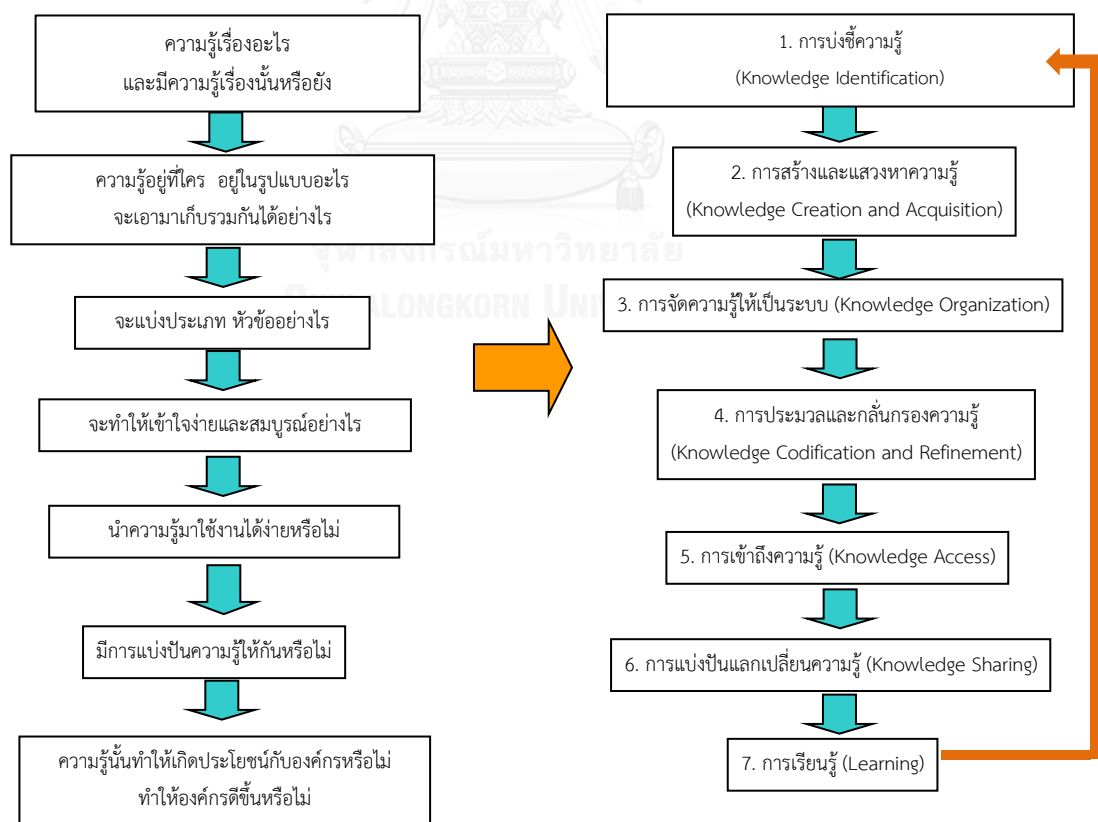 ความรู้เรื่องอะไร
และมีความรู้เรื่องนั้นหรือยัง
ความรู้อยู่ที่ใคร อยู่ในรูปแบบอะไร
จะเอามาเก็บรวมกันได้อย่างไร
จะแบ่งประเภท หัวข้ออย่างไร
จะทำให้เข้าใจง่ายและสมบูรณ์อย่างไร
นำความรู้มาใช้งานได้ง่ายหรือไม่
มีการแบ่งปันความรู้ให้กันหรือไม่
ความรู้นั้นทำให้เกิดประโยชน์กับองค์กรหรือไม่
ทำให้องค์กรดีขึ้นหรือไม่
1. การบ่งชี้ความรู้
(Knowledge Identification)
2. การสร้างและแสวงหาความรู้
(Knowledge Creation and Acquisition)
3. การจัดความรู้ให้เป็นระบบ (Knowledge Organization)
4. การประมวลและกลั่นกรองความรู้
(Knowledge Codification and Refinement)
5. การเข้าถึงความรู้ (Knowledge Access)
6. การแบ่งปันแลกเปลี่ยนความรู้ (Knowledge Sharing)
7. การเรียนรู้ (Learning)
จุฬาลงกรณ์มหาวิทยาลัย